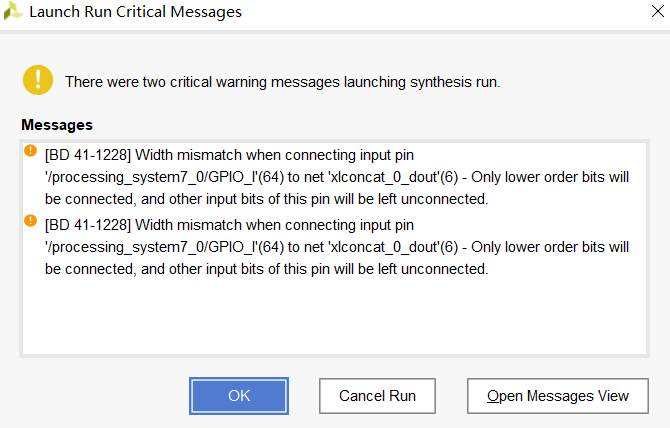 Launch Run Critical Messages
There were two critical warning messages launching synthesis run.
Messages
[BD 41-1228] Width mismatch when connecting input pin
'/processing_system7_0/GPIO_I'(64) to net 'xlconcat_0_dout'(6) - Only lower order bits will
be connected, and other input bits of this pin will be left unconnected.
[BD 41-1228] Width mismatch when connecting input pin
'/processing_system7_0/GPIO_I'(64) to net 'xlconcat_0_dout'(6) - Only lower order bits will
be connected, and other input bits of this pin will be left unconnected.
OK
Cancel Run
Open Messages View